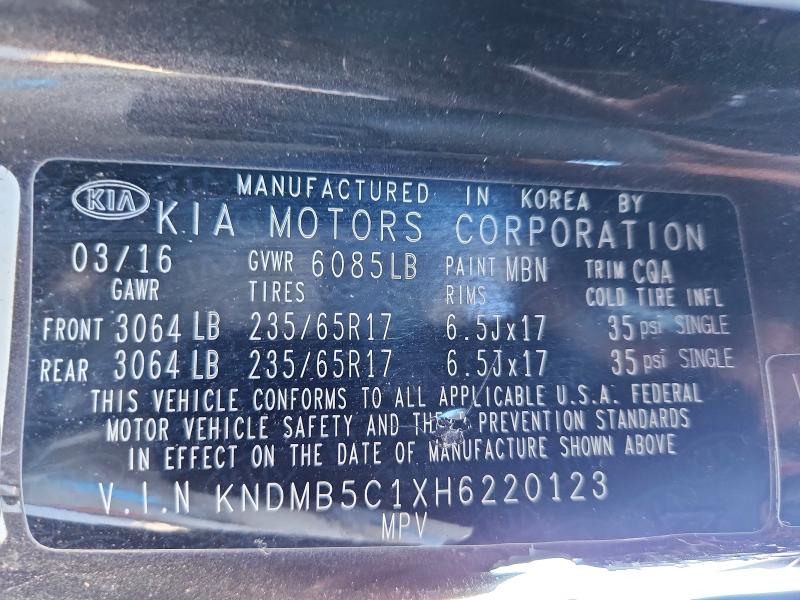 KIA
MANUFACTURED IN KOREA BY
KIA MOTORS CORPORATION
03/16 GVWR 6085LB PAINT MBN TRIM CQA
GAWR TIRES RIMS COLD TIRE INFL
FRONT 3064 LB 235/65R17 6.5Jx17 35 psi SINGLE
REAR 3064 LB 235/65R17 6.5Jx17 35 psi SINGLE
THIS VEHICLE CONFORMS TO ALL APPLICABLE U.S.A. FEDERAL
MOTOR VEHICLE SAFETY AND THEFT PREVENTION STANDARDS
IN EFFECT ON THE DATE OF MANUFACTURE SHOWN ABOVE
V.I.N KNDMB5C1XH6220123
MPV